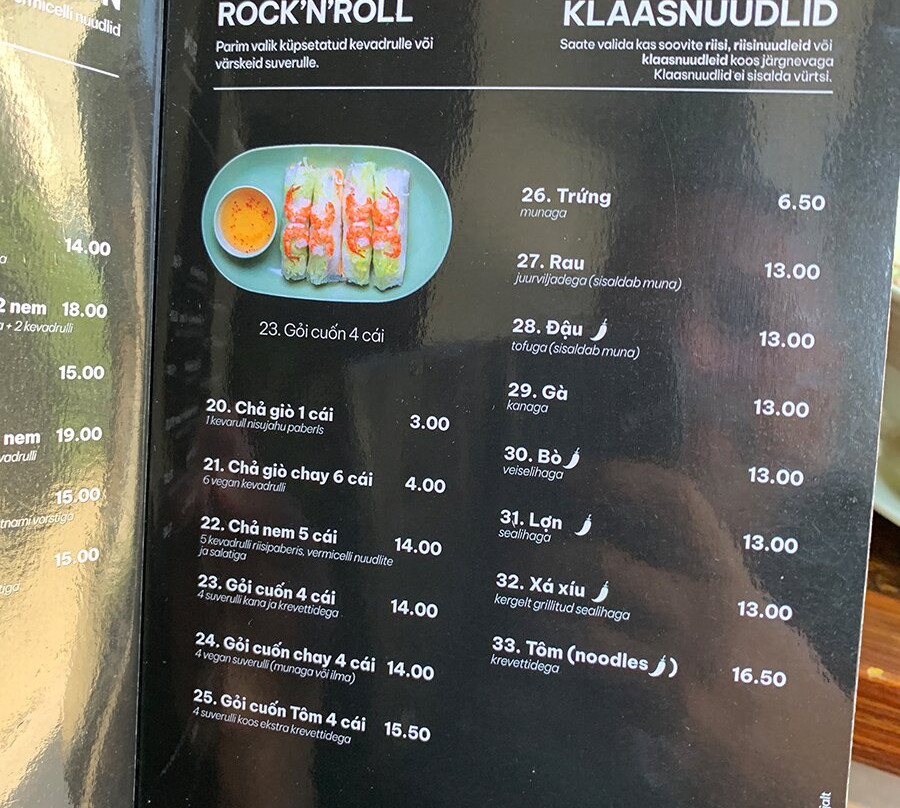 nuudlid
14.00
2 nem 18.00
a + 2 kevadrulli
15.00
nem 19.00
vadrulli
15.00
tnami vorstiga
15.00
tiga
ROCK'N'ROLL
Parim valik küpsetatud kevadrulle või
värskeid suverulle.
23. Gỏi cuốn 4 cái
20. Chả giò 1 cái 3.00
1 kevarull nisujahu paberis
21. Chả giò chay 6 cái 4.00
6 vegan kevadrulli
22. Chả nem 5 cái 14.00
5 kevadrulli riisipaberis, vermicelli nuudlite
ja salatiga
23. Gỏi cuốn 4 cái 14.00
4 suverulli kana ja krevettidega
24. Gỏi cuốn chay 4 cái 14.00
4 vegan suverulli (munaga või ilma)
25. Gỏi cuốn Tôm 4 cái 15.50
4 suverulli koos ekstra krevettidega
KLAASNUUDLID
Saate valida kas soovite riisi, riisinuudleid või
klaasnuudleid koos järgnevaga
Klaasnuudlid ei sisalda vürtsi.
26. Trứng 6.50
munaga
27. Rau 13.00
juurviljadega (sisaldab muna)
28. Đậu 13.00
tofuga (sisaldab muna)
29. Gà 13.00
kanaga
30. Bò 13.00
veiselihaga
31. Lợn 13.00
sealihaga
32. Xá xíu 13.00
kergelt grillitud sealihaga
33. Tôm (noodles) 16.50
krevettidega